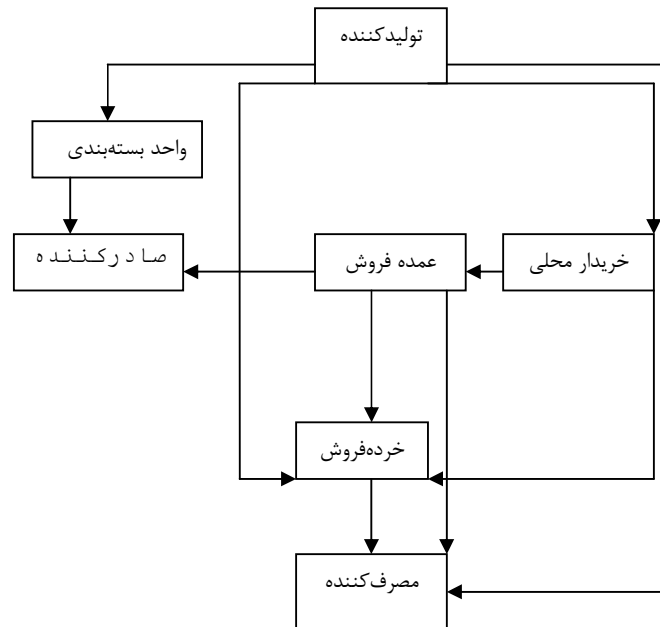 تولیدکننده
واحد بسته‌بندی
خریدار محلی
عمده فروش
صادرکننده
خرده‌فروش
مصرف‌کننده